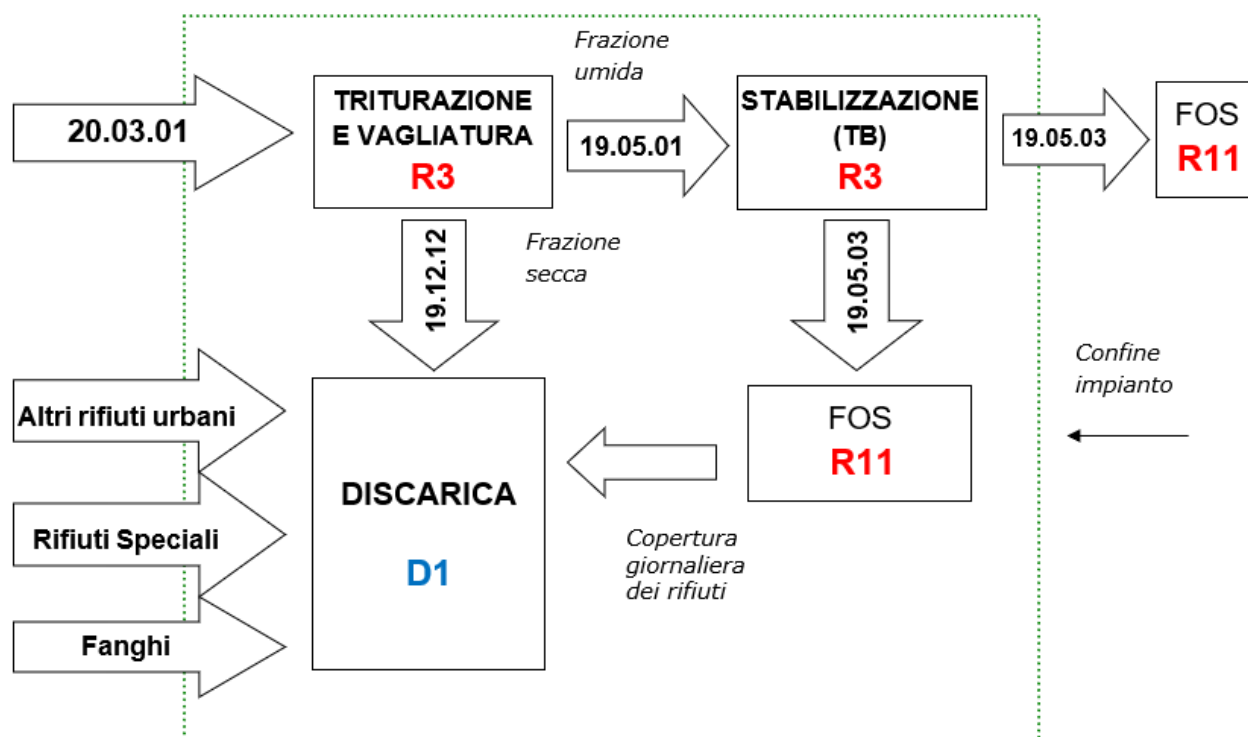 Frazione
umida
20.03.01
TRITURAZIONE
E VAGLIATURA
R3
19.05.01
STABILIZZAZIONE
(TB)
R3
19.05.03
FOS
R11
19.12.12
Frazione
secca
19.05.03
Confine
impianto
Altri rifiuti urbani
Rifiuti Speciali
Fanghi
DISCARICA
D1
FOS
R11
Copertura
giornaliera
dei rifiuti